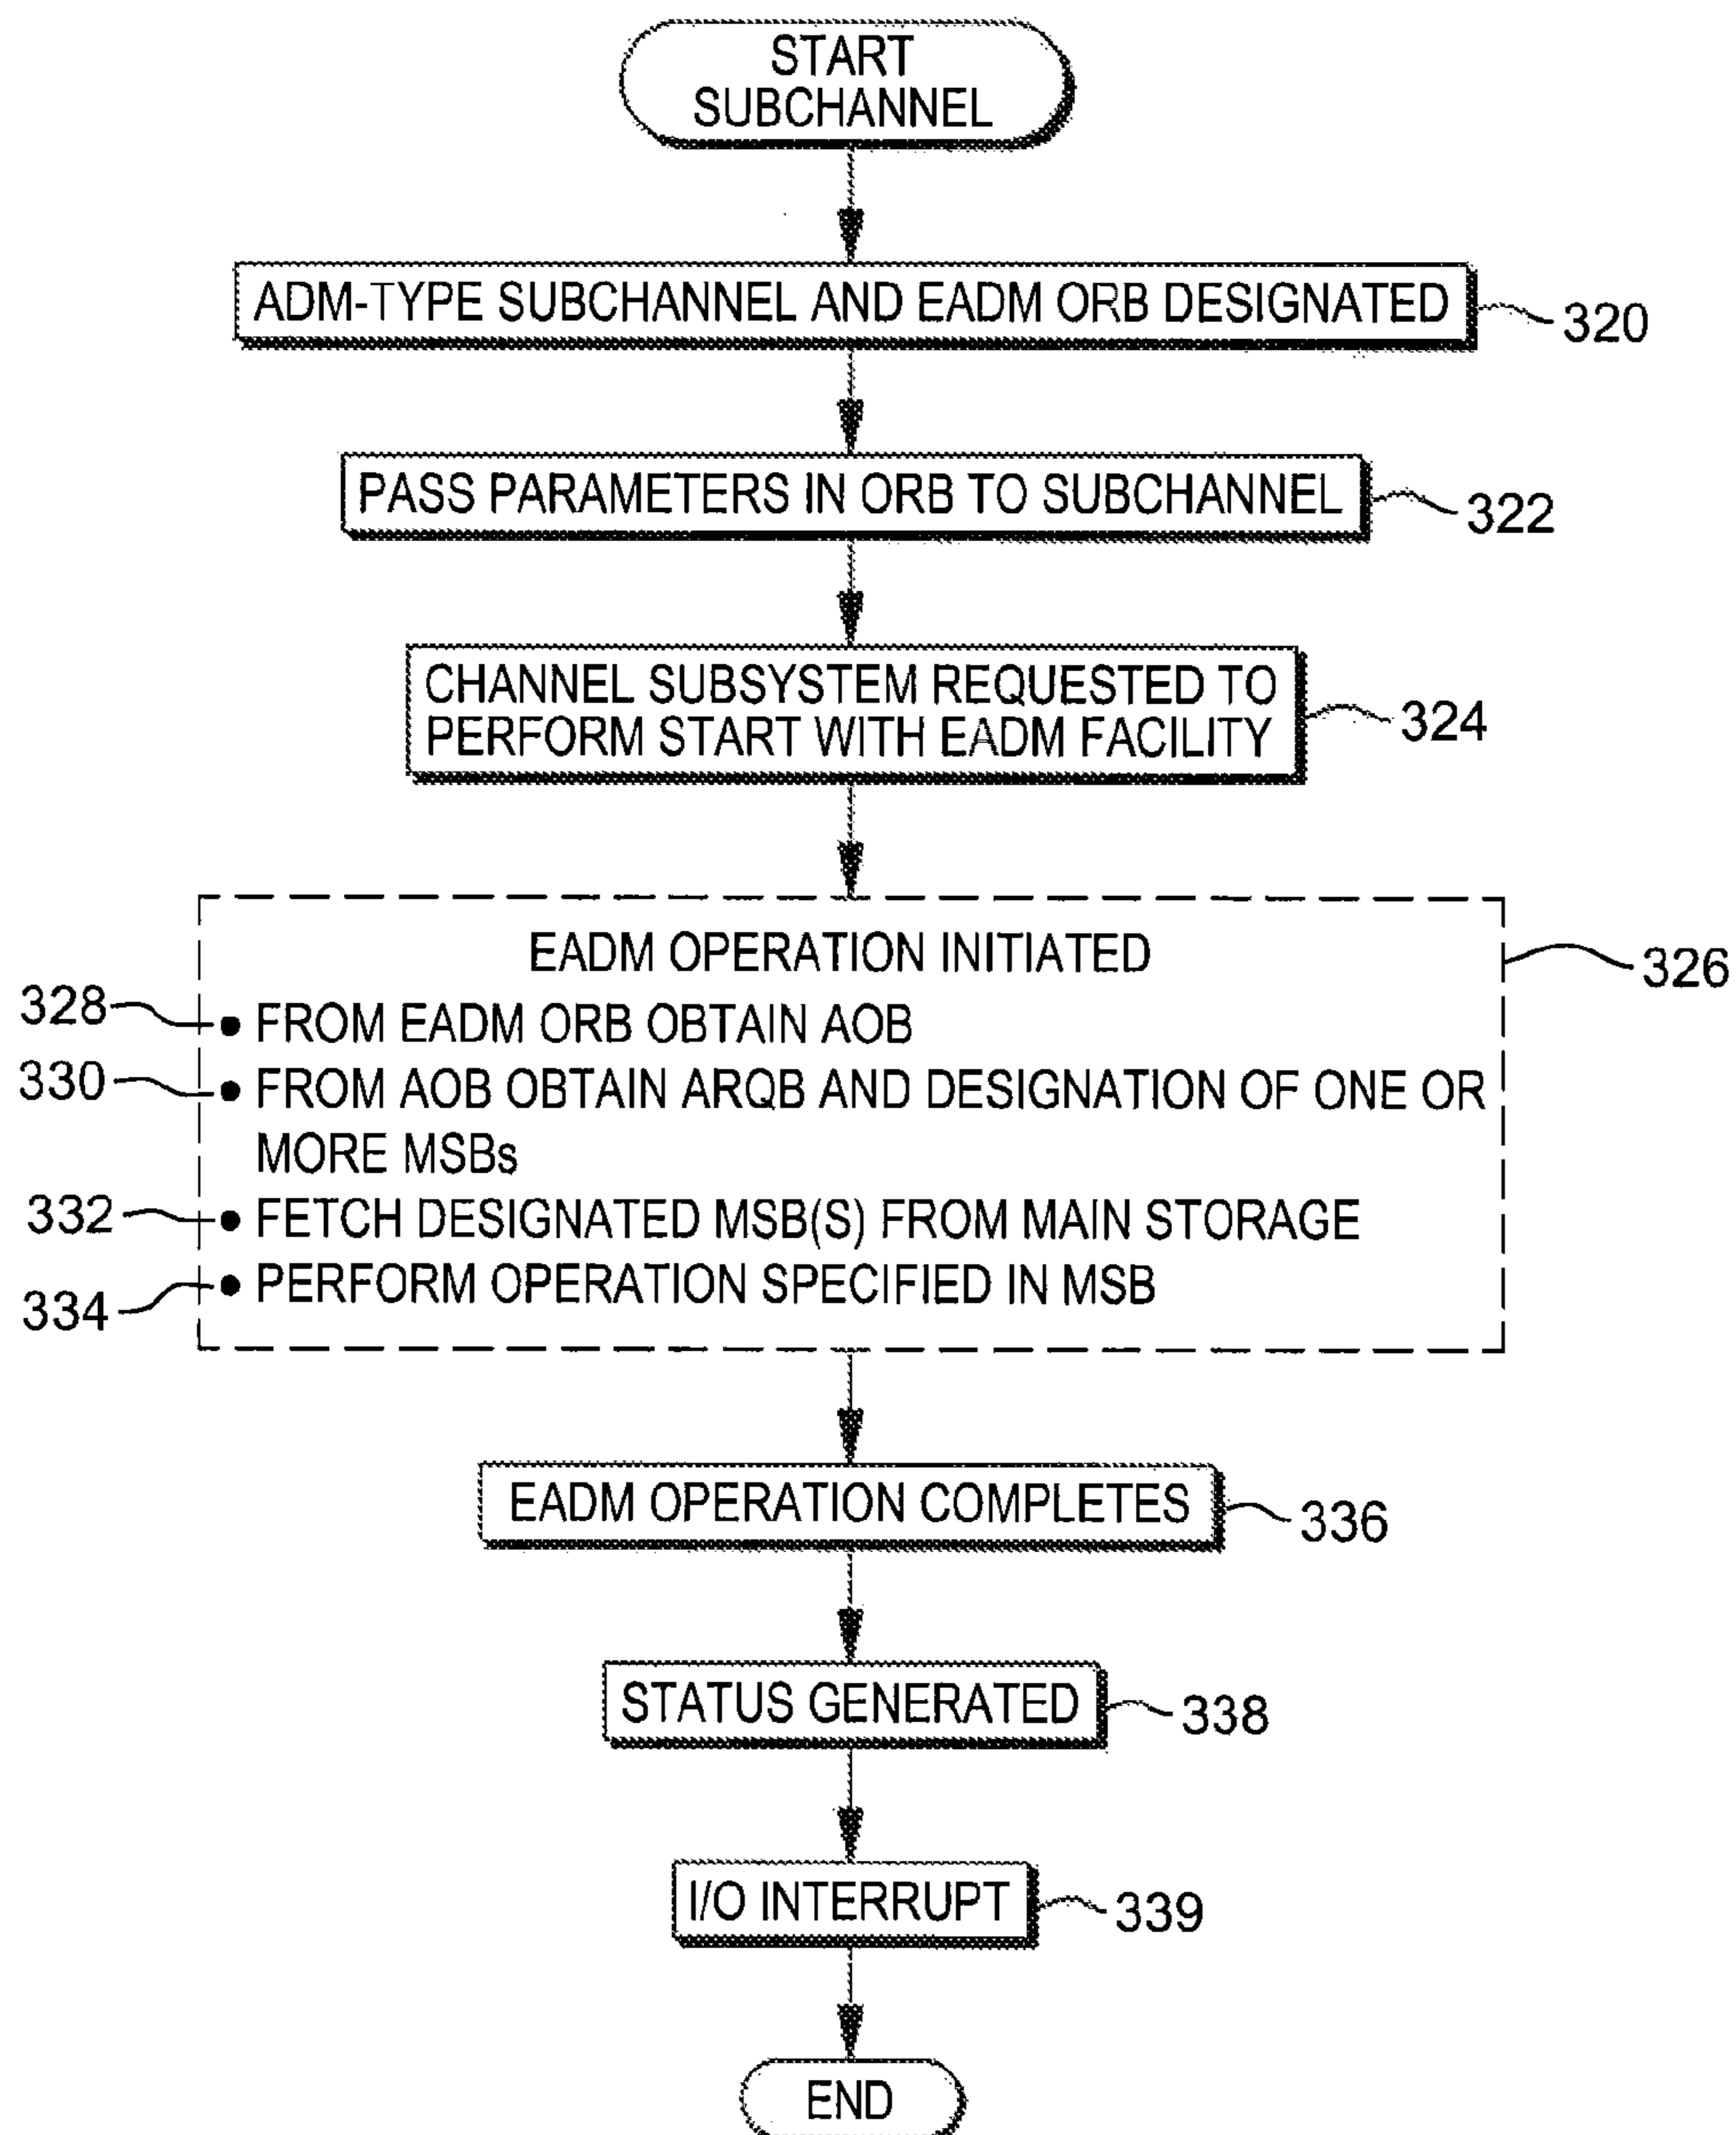 START
SUBCHANNEL
ADM-TYPE SUBCHANNEL AND EADM ORB DESIGNATED
320
PASS PARAMETERS IN ORB TO SUBCHANNEL
322
CHANNEL SUBSYSTEM REQUESTED TO
PERFORM START WITH EADM FACILITY
324
EADM OPERATION INITIATED
326
328
• FROM EADM ORB OBTAIN AOB
330
• FROM AOB OBTAIN ARQB AND DESIGNATION OF ONE OR
MORE MSBs
332
• FETCH DESIGNATED MSB(S) FROM MAIN STORAGE
334
• PERFORM OPERATION SPECIFIED IN MSB
EADM OPERATION COMPLETES
336
STATUS GENERATED
338
I/O INTERRUPT
339
END